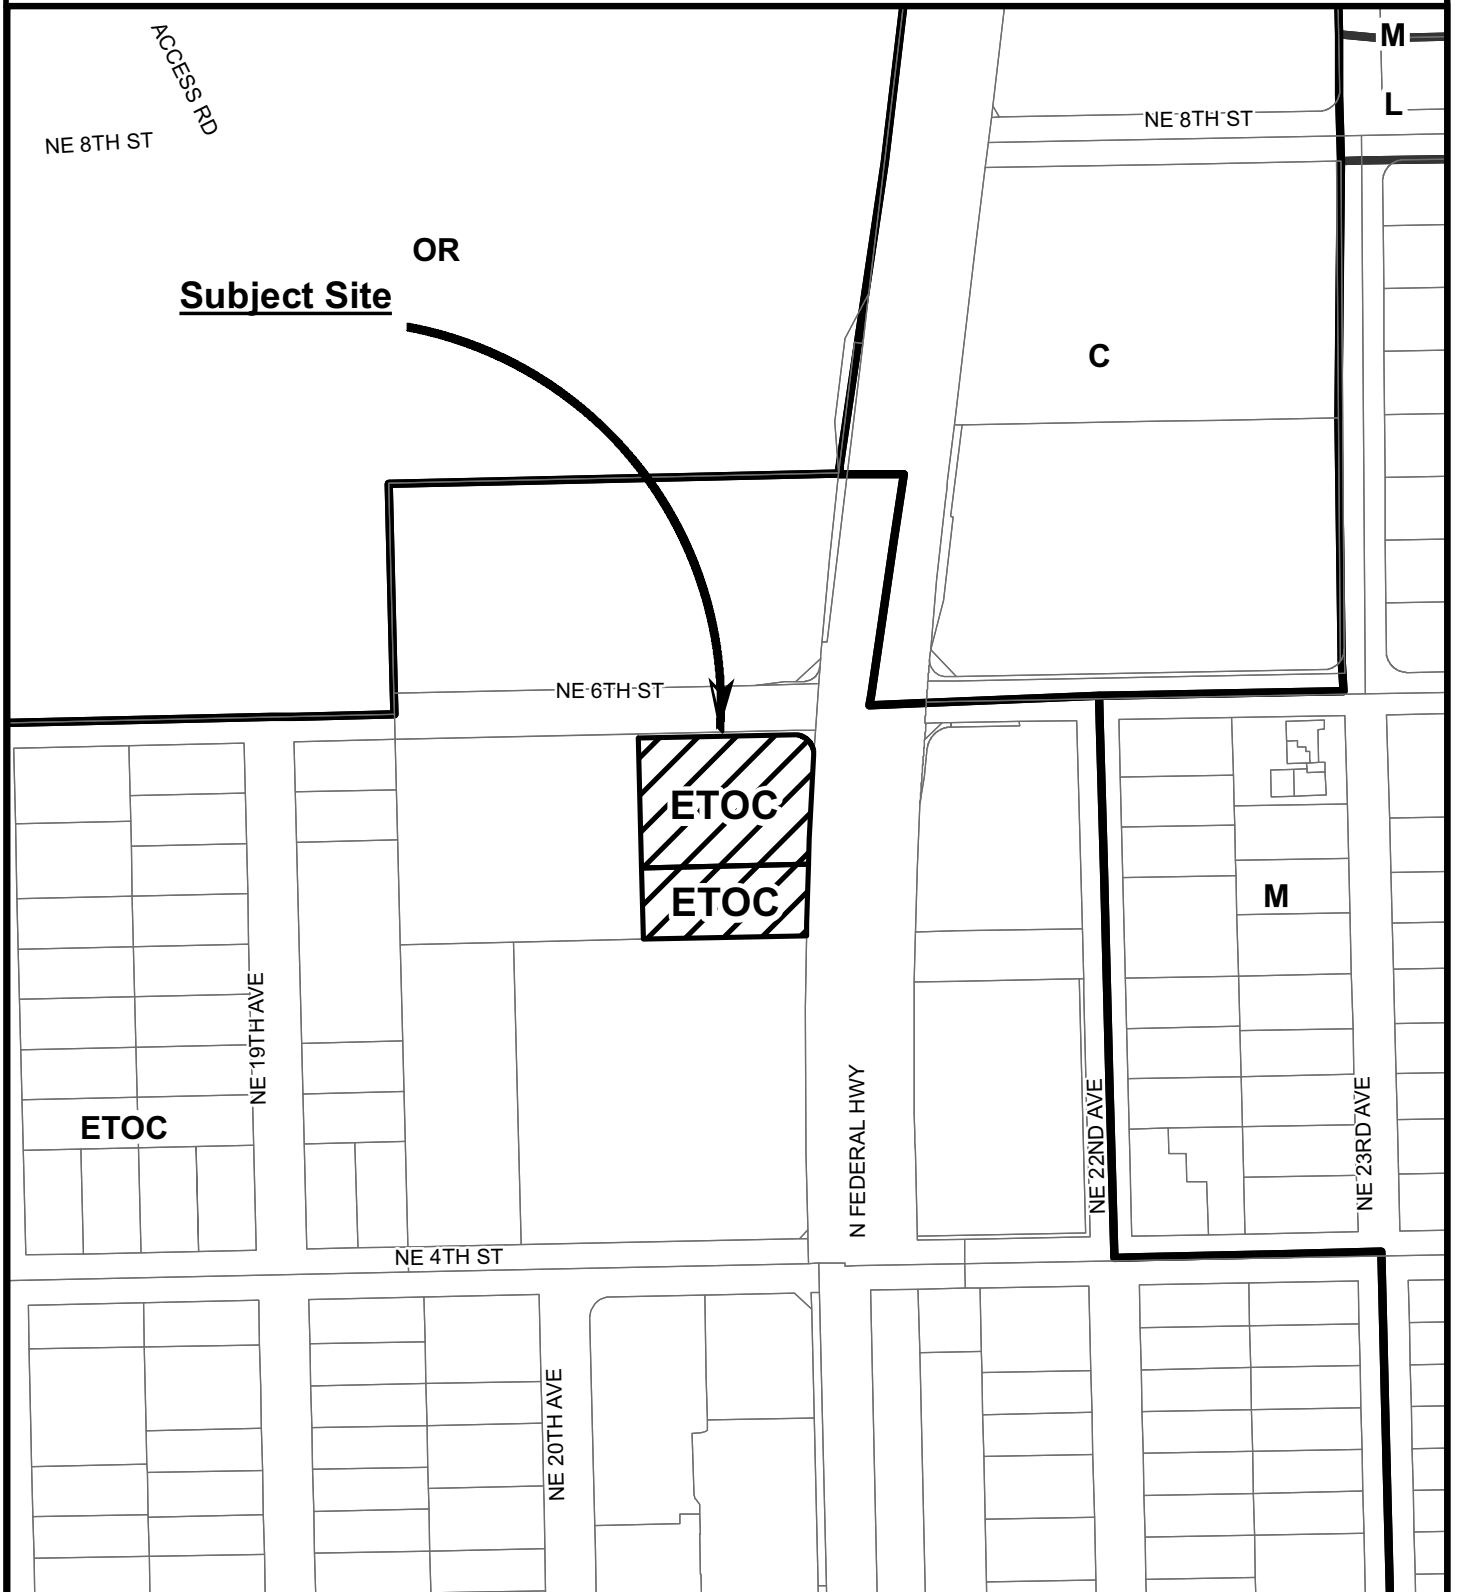 ACCESS RD
M
L
NE 8TH ST
NE 8TH ST
OR
Subject Site
C
NE 6TH ST
ETOC
ETOC
M
NE 19TH AVE
ETOC
N FEDERAL HWY
NE 22ND AVE
NE 23RD AVE
NE 4TH ST
NE 20TH AVE